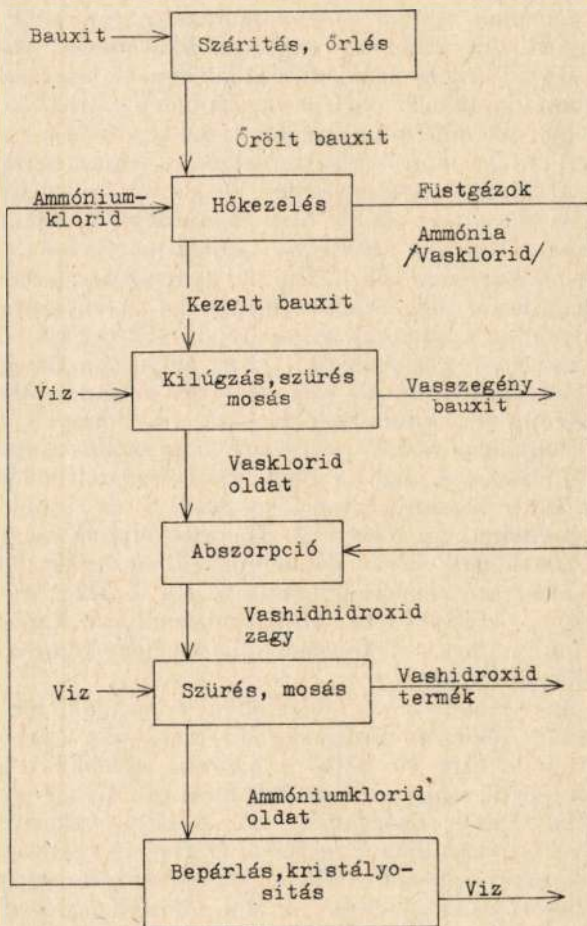 Bauxit
Száritás, őrlés
Őrölt bauxit
Ammónium-
klorid
Hőkezelés
Füstgázok
Ammónia
/Vasklorid/
Kezelt bauxit
Viz
Kilúgzás,szürés
mosás
Vasszegény
bauxit
Vasklorid
oldat
Abszorpció
Vashidhidroxid
zagy
Viz
Szürés, mosás
Vashidroxid
termék
Ammóniumklorid
oldat
Bepárlás,kristályo-
sitás
Viz